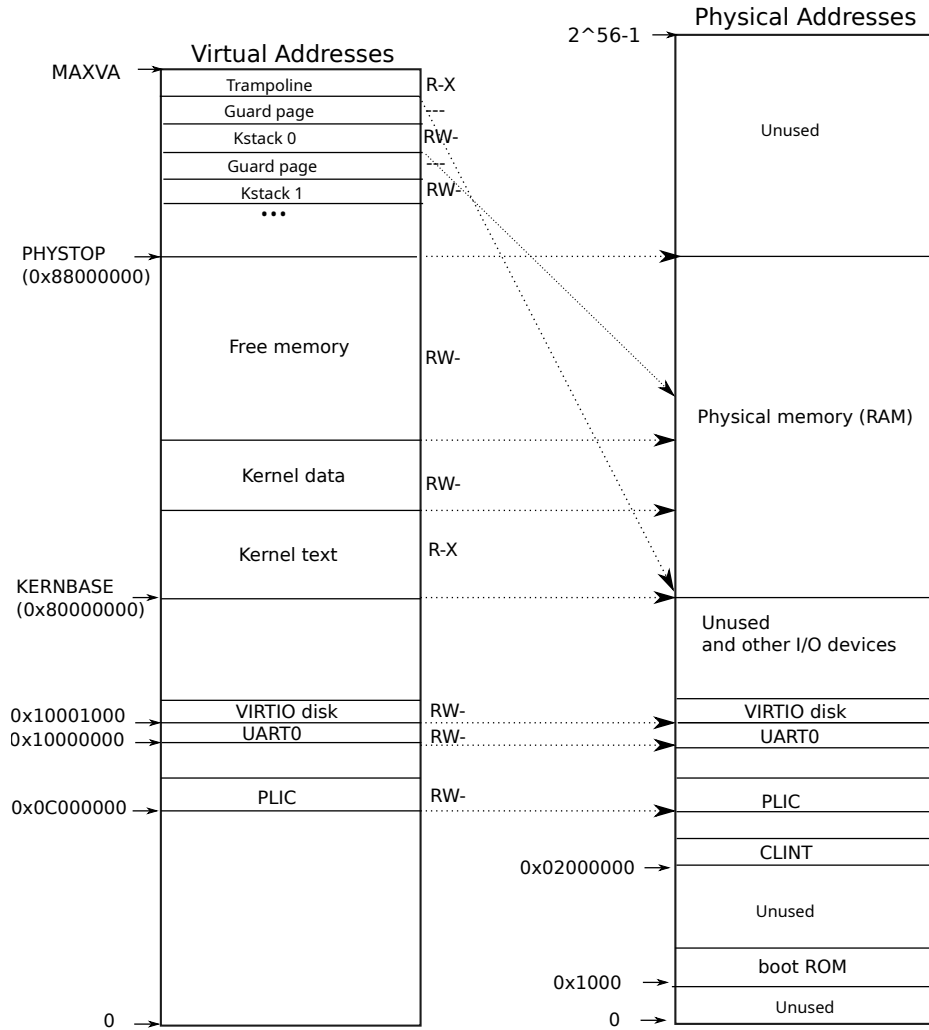 Physical Addresses
2^56-1
Virtual Addresses
MAXVA
Trampoline
R-X
Guard page
---
Unused
Kstack 0
RW-
Guard page
---
Kstack 1
RW-
...
PHYSTOP
(0x88000000)
Free memory
RW-
Physical memory (RAM)
Kernel data
RW-
Kernel text
R-X
KERNBASE
(0x80000000)
Unused
and other I/O devices
0x10001000
VIRTIO disk
RW-
VIRTIO disk
0x10000000
UART0
RW-
UART0
0x0C000000
PLIC
RW-
PLIC
CLINT
0x02000000
Unused
boot ROM
0x1000
Unused
0
0